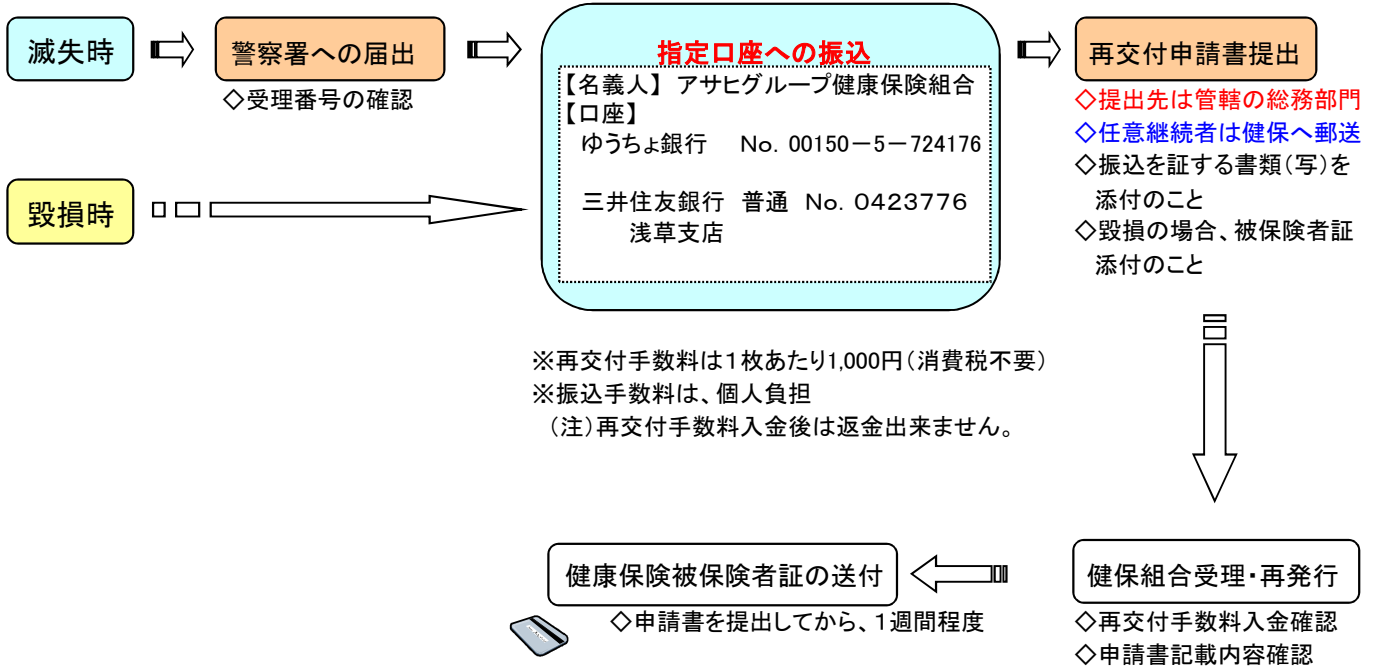 滅失時
警察署への届出
◇受理番号の確認
指定口座への振込
【名義人】 アサヒグループ健康保険組合
【口座】
ゆうちょ銀行 No. 00150－5－724176
三井住友銀行 普通 No. 0423776
浅草支店
再交付申請書提出
◇提出先は管轄の総務部門
◇任意継続者は健保へ郵送
◇振込を証する書類(写)を
添付のこと
◇毀損の場合、被保険者証
添付のこと
毀損時
※再交付手数料は１枚あたり1,000円(消費税不要)
※振込手数料は、個人負担
(注)再交付手数料入金後は返金出来ません。
健康保険被保険者証の送付
◇申請書を提出してから、１週間程度
健保組合受理・再発行
◇再交付手数料入金確認
◇申請書記載内容確認